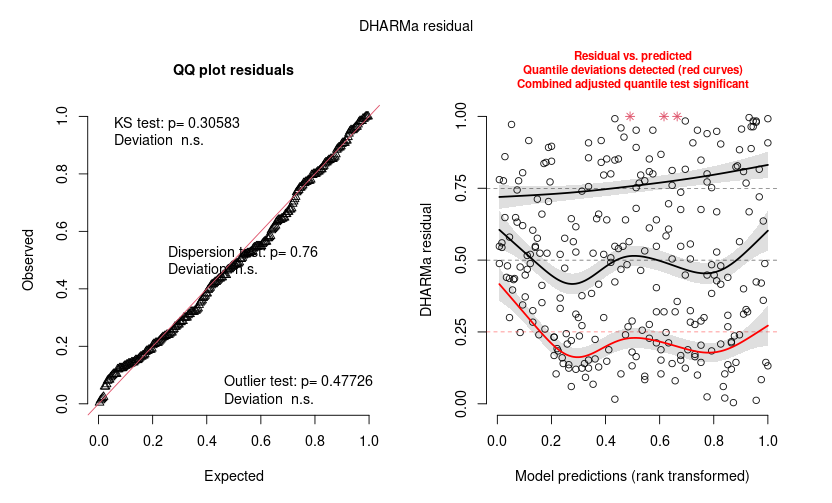 DHARMa residual
QQ plot residuals
KS test: p= 0.30583
Deviation  n.s.
Dispersion test: p= 0.76
Deviation n.s.
Outlier test: p= 0.47726
Deviation  n.s.
Observed
0.0
0.2
0.4
0.6
0.8
1.0
0.0
0.2
0.4
0.6
0.8
1.0
Expected
Residual vs. predicted
Quantile deviations detected (red curves)
Combined adjusted quantile test significant
DHARMa residual
0.00
0.25
0.50
0.75
1.00
0.0
0.2
0.4
0.6
0.8
1.0
Model predictions (rank transformed)